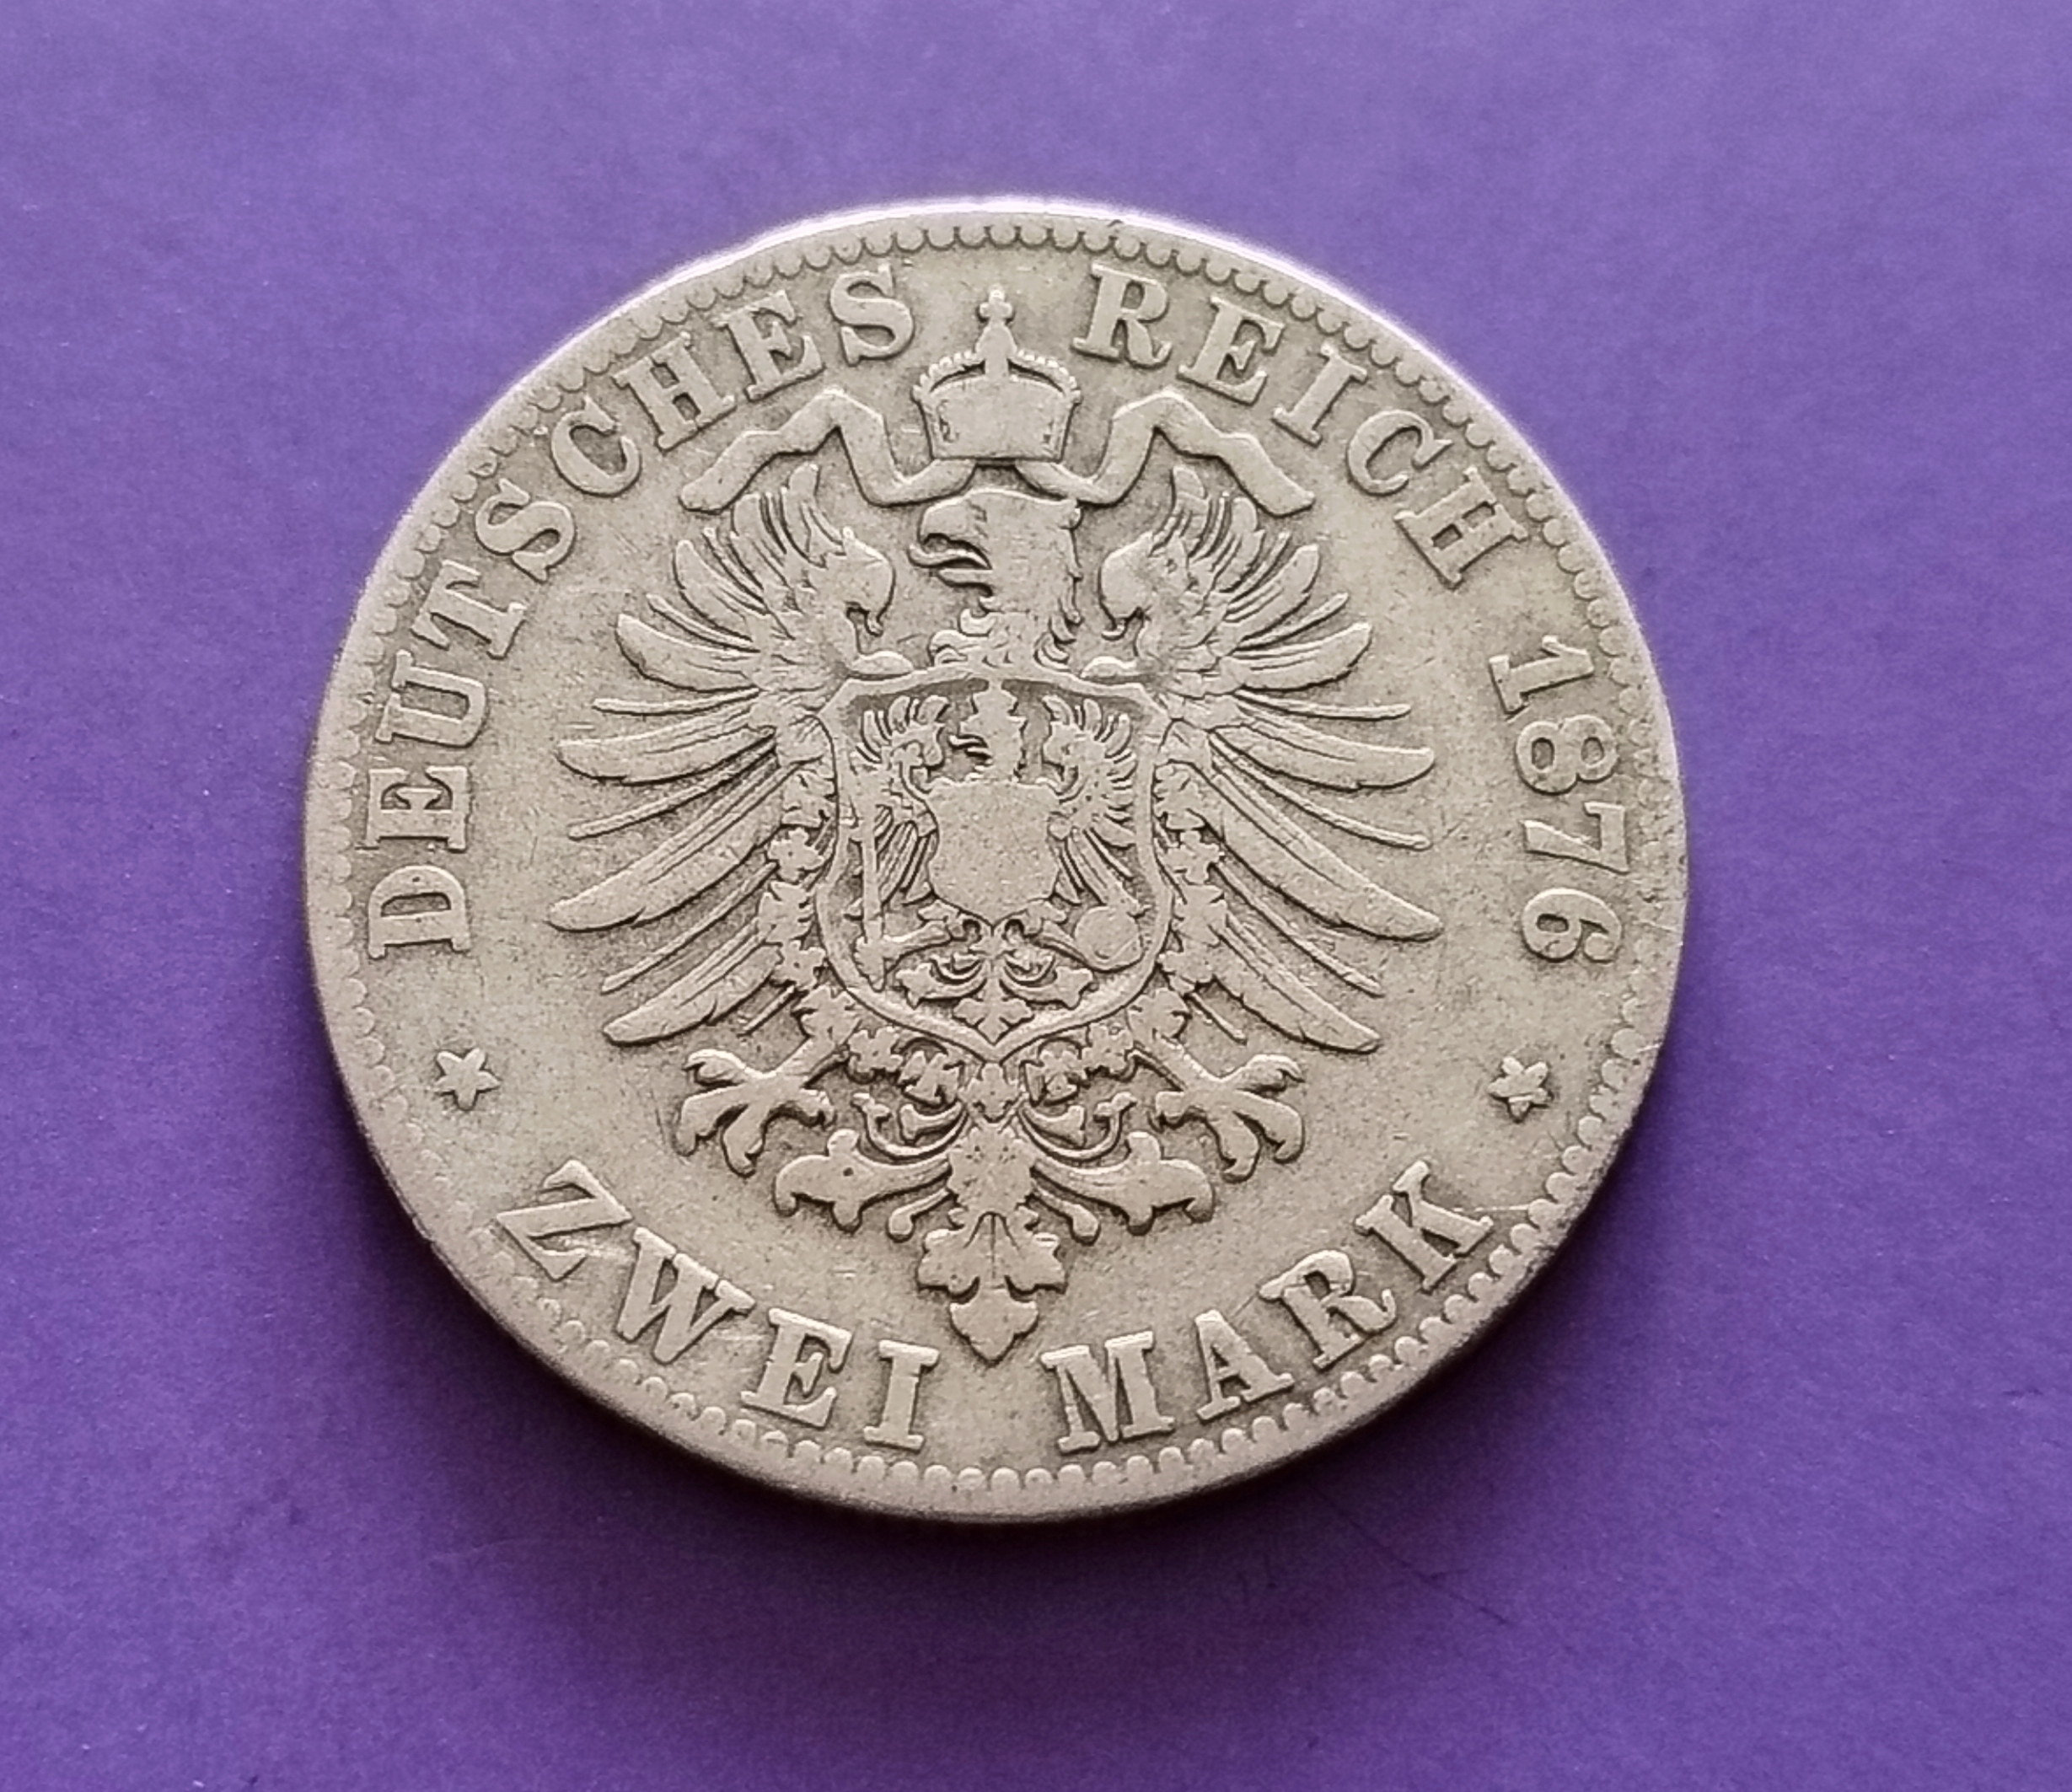 DEUTSCHES REICH 1876
ZWEI MARK